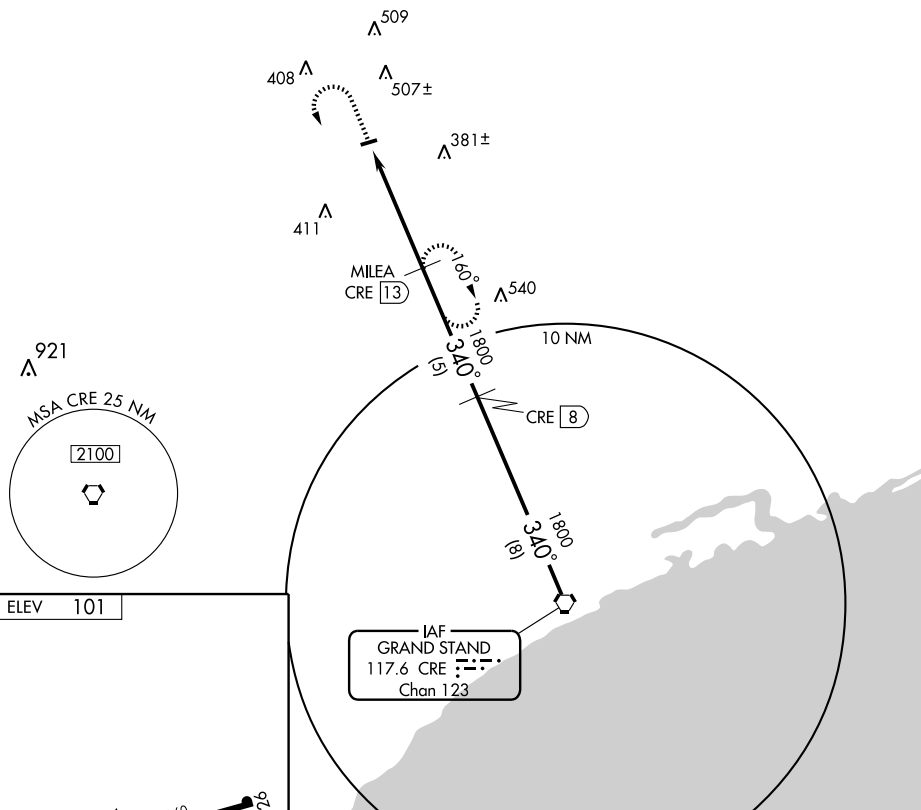 509
408
507±
381±
411
MILEA
CRE 13
160°
540
1800
340°
(5)
10 NM
921
MSA CRE 25 NM
2100
CRE 8
1800
340°
(8)
ELEV 101
IAF
GRAND STAND
117.6 CRE
Chan 123
26